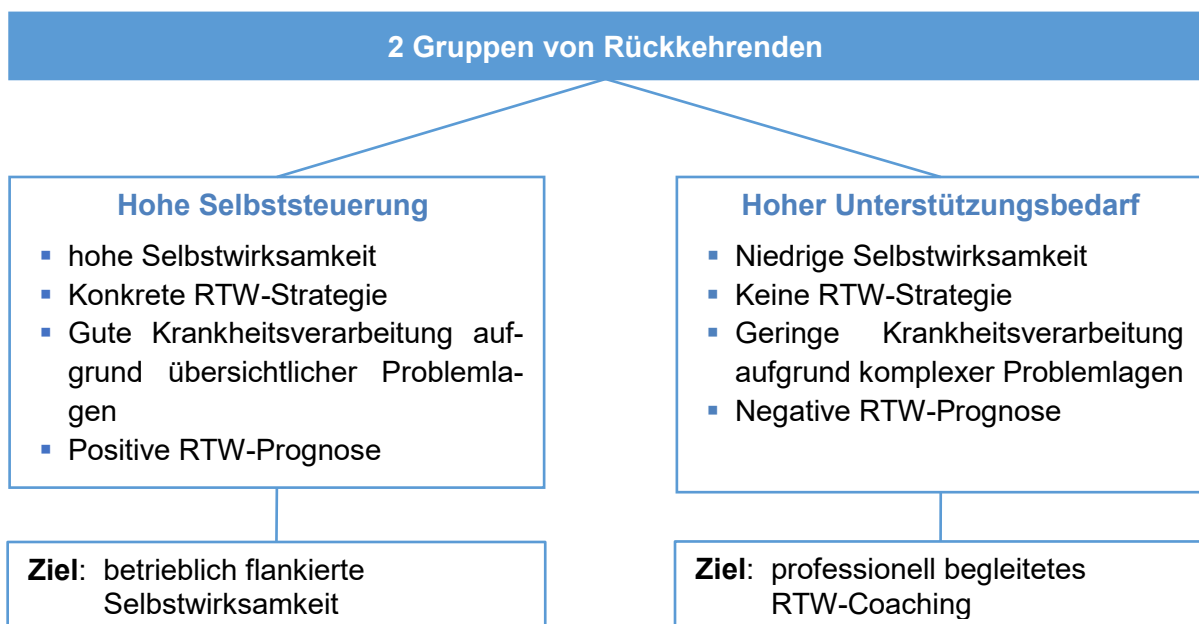 2 Gruppen von Rückkehrenden
Hohe Selbststeuerung
▪ hohe Selbstwirksamkeit
▪ Konkrete RTW-Strategie
▪ Gute Krankheitsverarbeitung auf-
grund übersichtlicher Problemla-
gen
▪ Positive RTW-Prognose
Ziel: betrieblich flankierte
Selbstwirksamkeit
Hoher Unterstützungsbedarf
▪ Niedrige Selbstwirksamkeit
▪ Keine RTW-Strategie
▪ Geringe Krankheitsverarbeitung
aufgrund komplexer Problemlagen
▪ Negative RTW-Prognose
Ziel: professionell begleitetes
RTW-Coaching